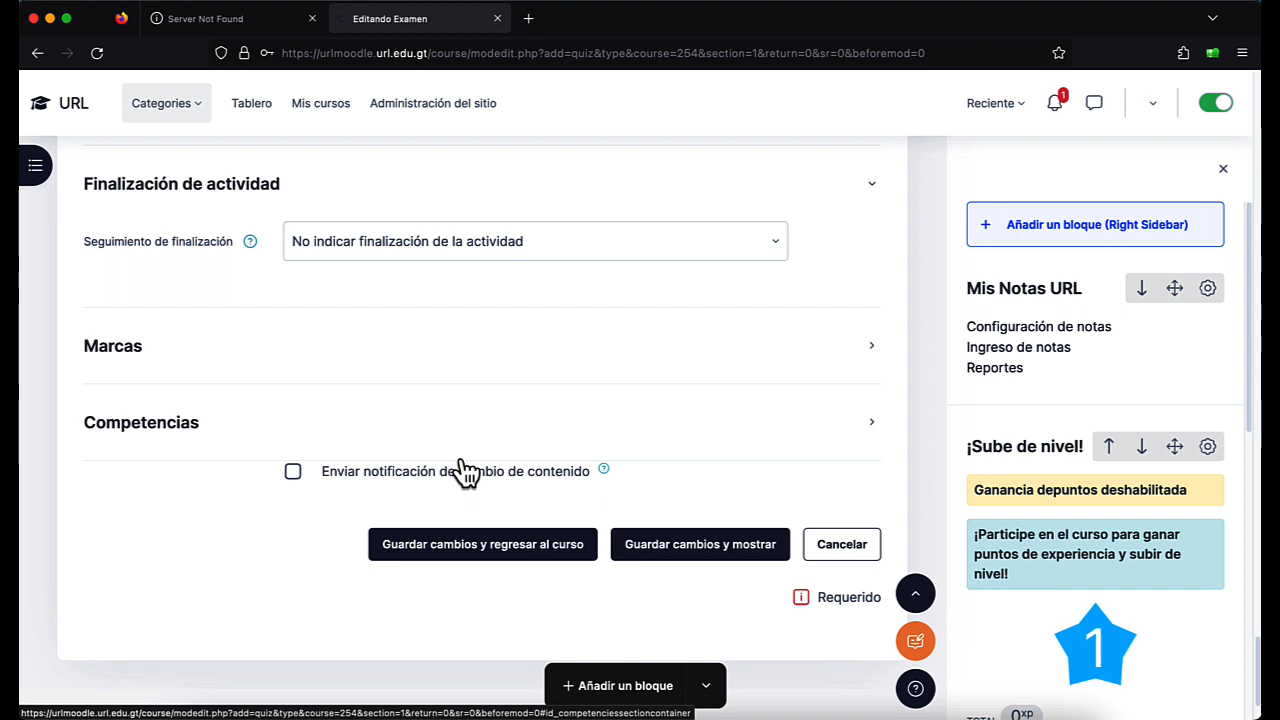 Server Not Found
Editando Examen
https://urlmoodle.url.edu.gt/course/modedit.php?add=quiz&type&course=254&section=1&return=0&sr=0&beforemod=0
URL
Categories
Tablero
Mis cursos
Administración del sitio
Reciente
1
Finalización de actividad
Seguimiento de finalización
No indicar finalización de la actividad
Marcas
Competencias
Enviar notificación de mbio de contenido
Guardar cambios y regresar al curso
Guardar cambios y mostrar
Cancelar
Requerido
+ Añadir un bloque
+ Añadir un bloque (Right Sidebar)
Mis Notas URL
Configuración de notas
Ingreso de notas
Reportes
¡Sube de nivel!
Ganancia depuntos deshabilitada
¡Participe en el curso para ganar
puntos de experiencia y subir de
nivel!
1
0xp
https://urlmoodle.url.edu.gt/course/modedit.php?add=quiz&type&course=254&section=1&return=0&sr=0&beforemod=0#id_competenciessectioncontainer